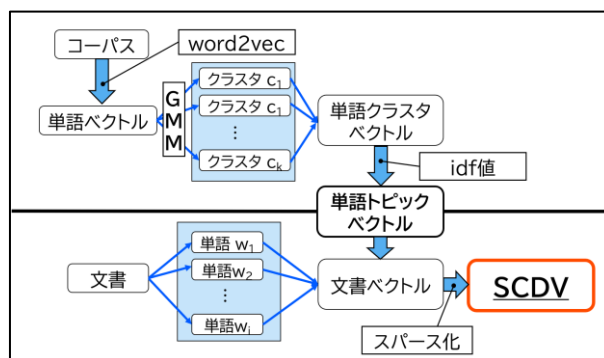 コーパス
word2vec
単語ベクトル
GMM
クラスタ c1
クラスタ c1
⋮
クラスタ ck
単語クラスタ
ベクトル
idf値
単語トピック
ベクトル
文書
単語 w1
単語w2
⋮
単語wi
文書ベクトル
SCDV
スパース化